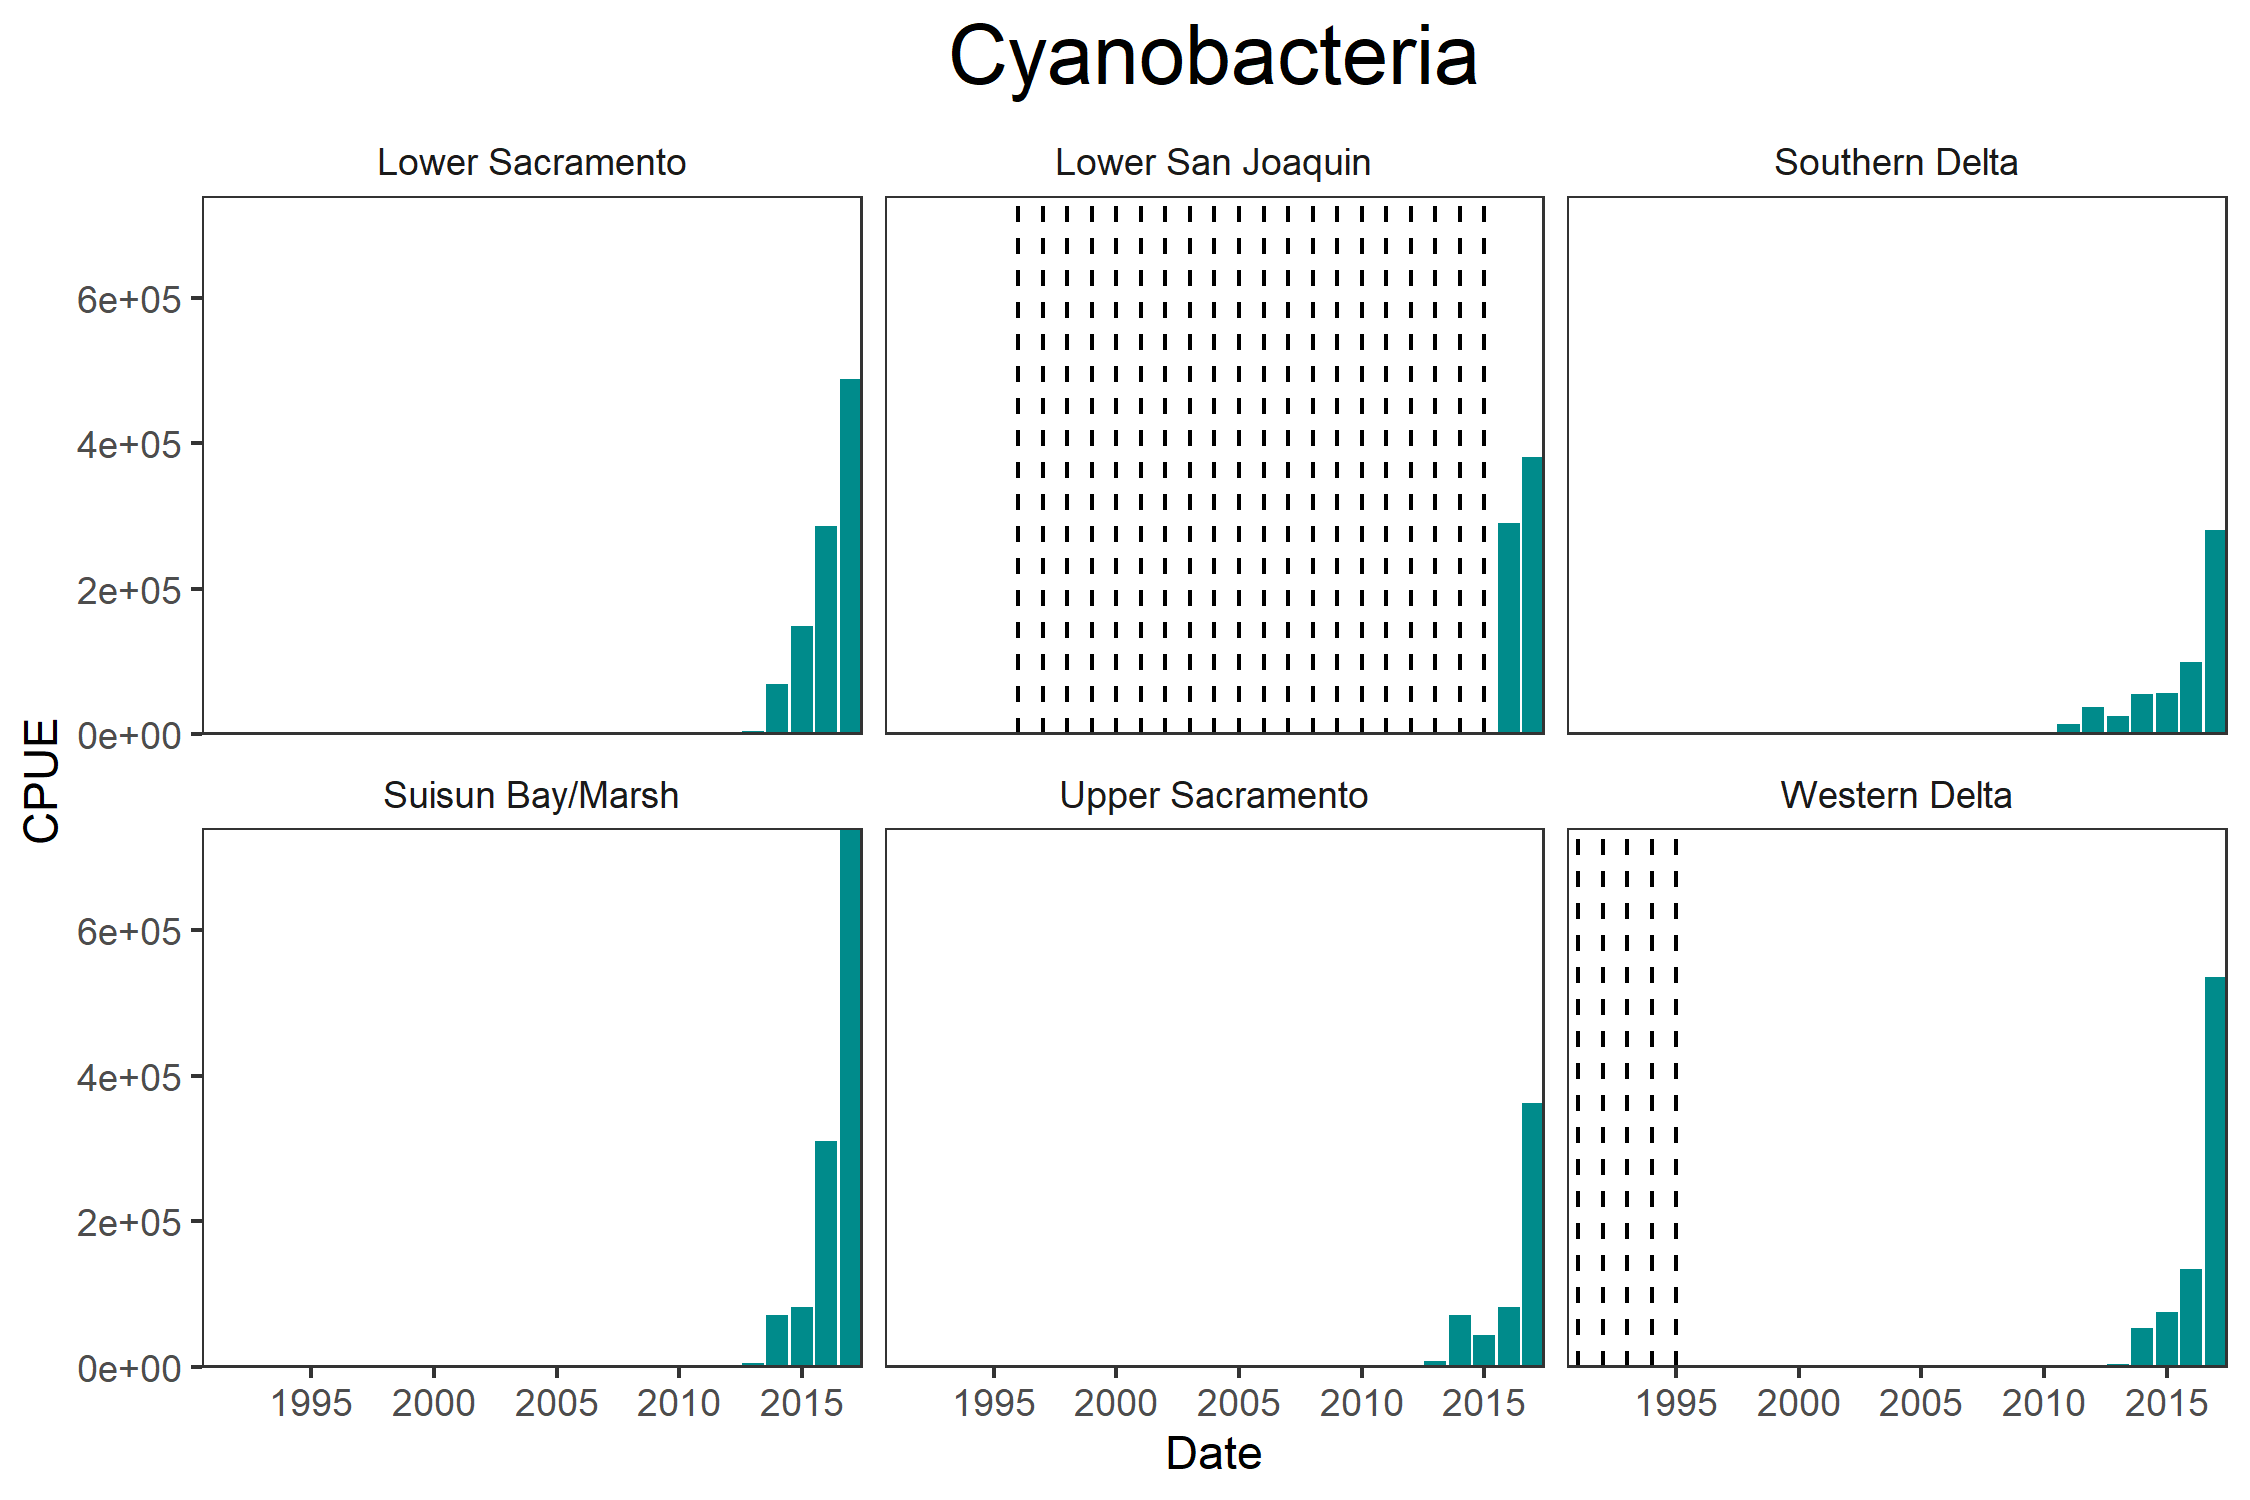 Cyanobacteria
Lower Sacramento
Lower San Joaquin
Southern Delta
6e+05
4e+05
2e+05
0e+00
CPUE
Suisun Bay/Marsh
Upper Sacramento
Western Delta
6e+05
4e+05
2e+05
0e+00
1995 2000 2005 2010 2015
1995 2000 2005 2010 2015
1995 2000 2005 2010 2015
Date